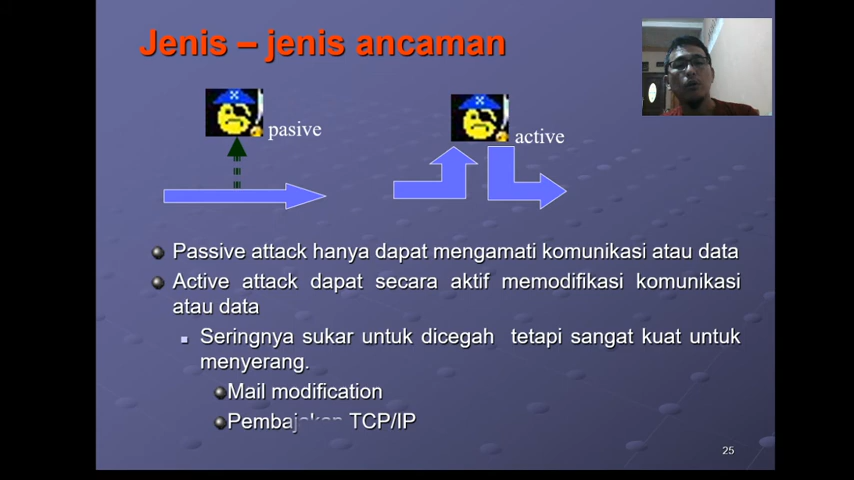 Jenis – jenis ancaman
pasive
active
Passive attack hanya dapat mengamati komunikasi atau data
Active attack dapat secara aktif memodifikasi komunikasi
atau data
Seringnya sukar untuk dicegah tetapi sangat kuat untuk
menyerang.
Mail modification
Pembajakan TCP/IP
25